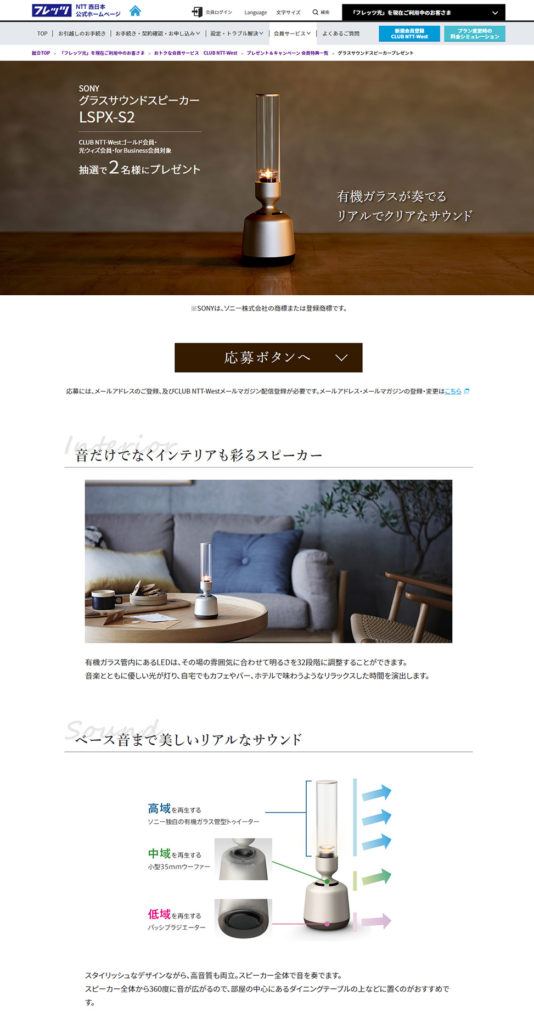 フレッツ
NTT 西日本
公式ホームページ
会員ログイン
Language
文字サイズ
検索
「フレッツ光」を現在ご利用中のお客さま
TOP
お引越しのお手続き
お手続き・契約確認・お申し込み
設定・トラブル解決
会員サービス
よくあるご質問
新規会員登録
CLUB NTT-West
プラン変更時の
料金シミュレーション
総合TOP > 「フレッツ光」を現在ご利用中のお客さま > おトクな会員サービス CLUB NTT-West > プレゼント&キャンペーン 会員特典一覧 > グラスサウンドスピーカープレゼント
SONY
グラスサウンドスピーカー
LSPX-S2
CLUB NTT-Westゴールド会員・
光ウィズ会員・for Business会員対象
抽選で2名様にプレゼント
有機ガラスが奏でる
リアルでクリアなサウンド
※SONYは、ソニー株式会社の商標または登録商標です。
応募ボタンへ
応募には、メールアドレスのご登録、及びCLUB NTT-Westメールマガジン配信登録が必要です。メールアドレス・メールマガジンの登録・変更はこちら
Interior
音だけでなくインテリアも彩るスピーカー
有機ガラス管内にあるLEDは、その場の雰囲気に合わせて明るさを32段階に調整することができます。
音楽とともに優しい光が灯り、自宅でもカフェやバー、ホテルで味わうようなリラックスした時間を演出します。
Sound
ベース音まで美しいリアルなサウンド
高域を再生する
ソニー独自の有機ガラス管型トゥイーター
中域を再生する
小型35mmウーファー
低域を再生する
パッシブラジエーター
スタイリッシュなデザインながら、高音質も両立。スピーカー全体で音を奏でます。
スピーカー全体から360度に音が広がるので、部屋の中心にあるダイニングテーブルの上などに置くのがおすすめで
す。